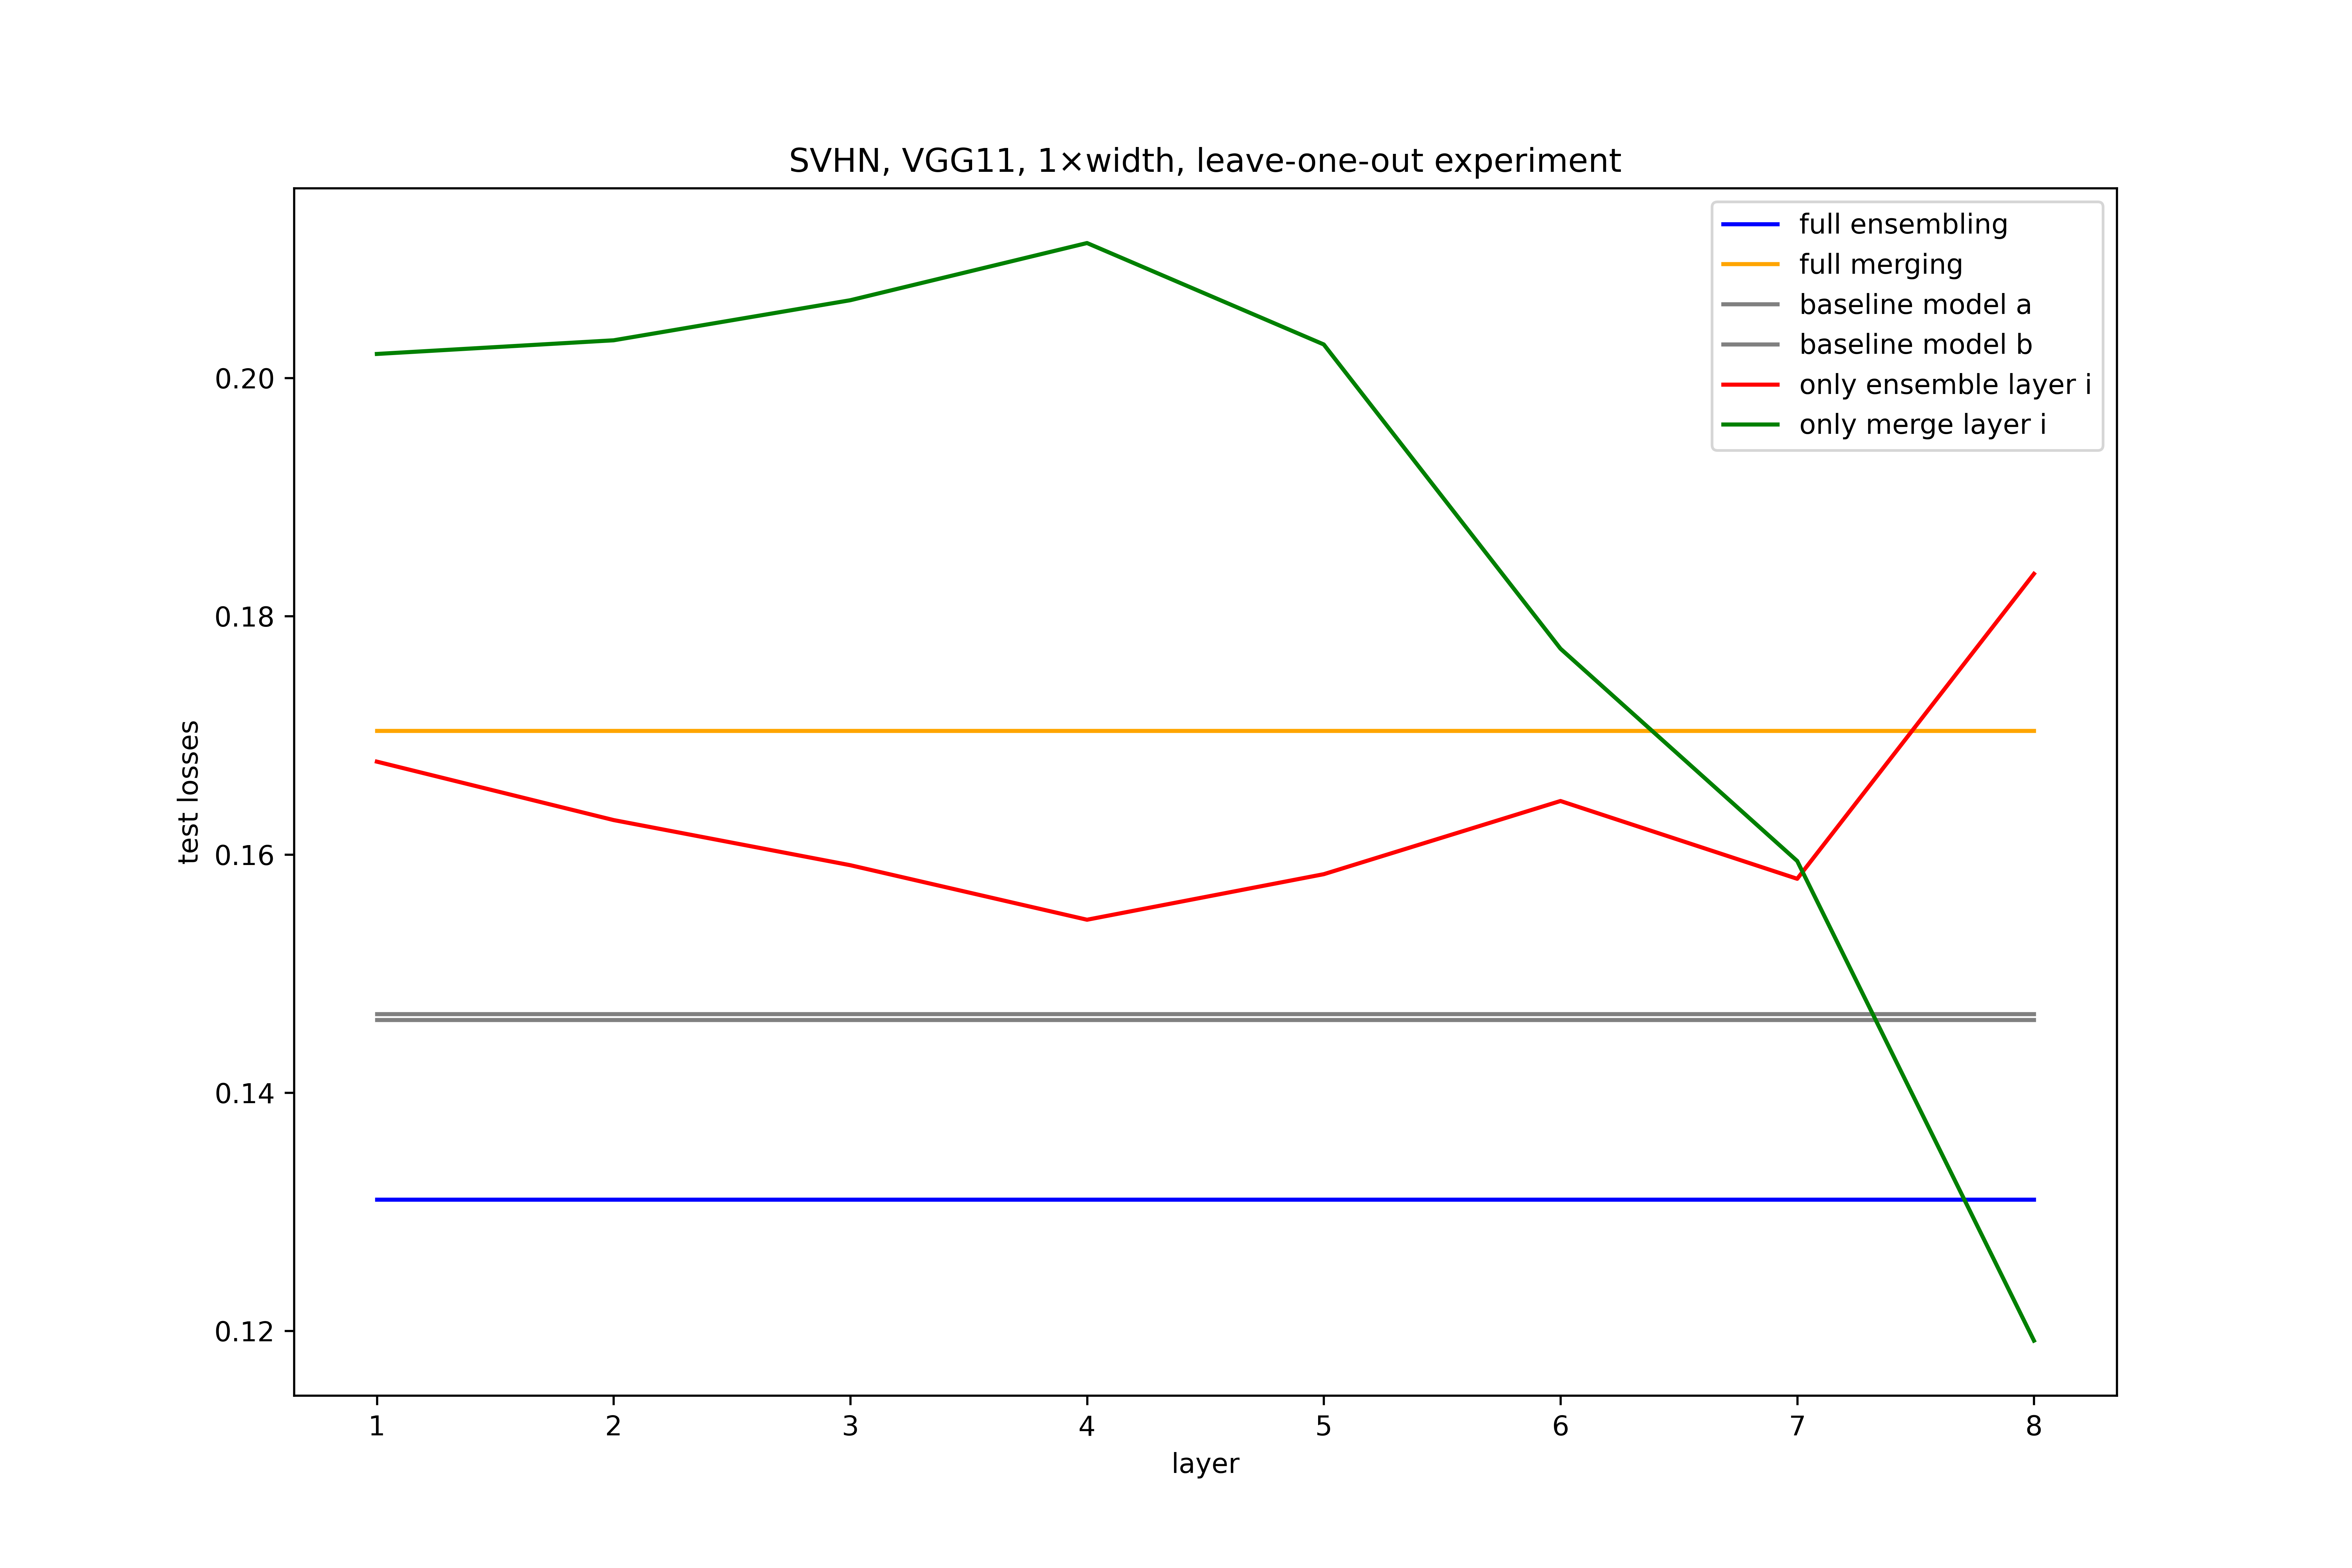 SVHN, VGG11, 1×width, leave-one-out experiment
full ensembling
full merging
baseline model a
baseline model b
only ensemble layer i
only merge layer i
test losses
0.20
0.18
0.16
0.14
0.12
1 2 3 4 5 6 7 8
layer